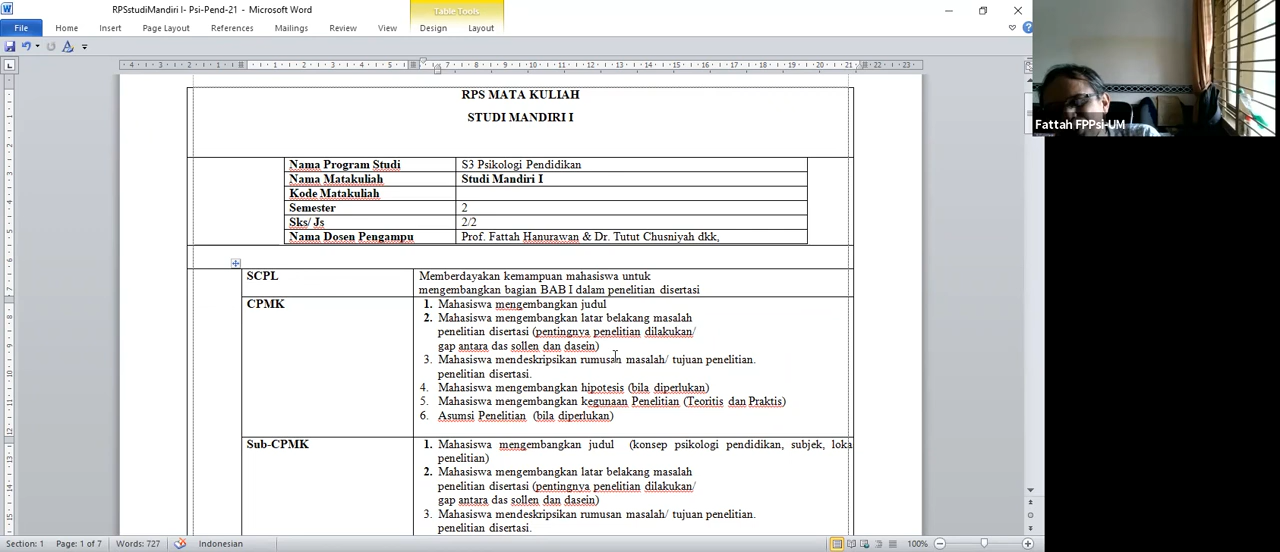 RPSstudiMandiri I- Psi-Pend-21 - Microsoft Word
Table Tools
File Home Insert Page Layout References Mailings Review View Design Layout
Fattah FPPsi-UM
RPS MATA KULIAH
STUDI MANDIRI I
Nama Program Studi S3 Psikologi Pendidikan
Nama Matakuliah Studi Mandiri I
Kode Matakuliah
Semester 2
Sks/ Js 2/2
Nama Dosen Pengampu Prof. Fattah Hanurawan & Dr. Tutut Chusniyah dkk,
SCPL Memberdayakan kemampuan mahasiswa untuk
mengembangkan bagian BAB I dalam penelitian disertasi
CPMK 1. Mahasiswa mengembangkan judul
2. Mahasiswa mengembangkan latar belakang masalah
penelitian disertasi (pentingnya penelitian dilakukan/
gap antara das sollen dan dasein)
3. Mahasiswa mendeskripsikan rumusan masalah/ tujuan penelitian.
penelitian disertasi.
4. Mahasiswa mengembangkan hipotesis (bila diperlukan)
5. Mahasiswa mengembangkan kegunaan Penelitian (Teoritis dan Praktis)
6. Asumsi Penelitian (bila diperlukan)
Sub-CPMK 1. Mahasiswa mengembangkan judul (konsep psikologi pendidikan, subjek, loka
penelitian)
2. Mahasiswa mengembangkan latar belakang masalah
penelitian disertasi (pentingnya penelitian dilakukan/
gap antara das sollen dan dasein)
3. Mahasiswa mendeskripsikan rumusan masalah/ tujuan penelitian.
penelitian disertasi.
Section: 1 Page: 1 of 7 Words: 727 Indonesian 100%